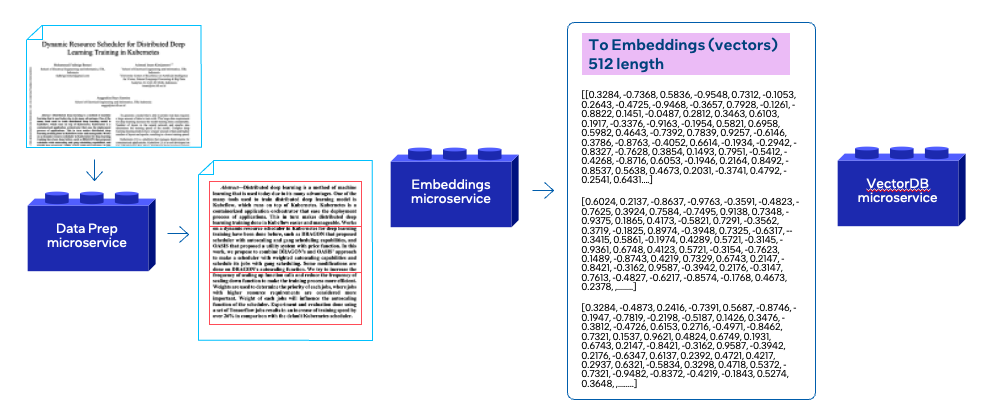 Dynamic Resource Scheduler for Distributed Deep
Learning Training in Kubernetes
Data Prep
microservice
Abstract—Distributed deep learning is a method of machine
learning that is used today due to its many advantages. One of the
many tools used to train distributed deep learning model is
Kubeflow, which runs on top of Kubernetes. Kubernetes is a
containerized application orchestrator that ease the deployment
process of applications. This in turn makes distributed deep
learning training done in Kubeflow easier and manageable. Works
on a dynamic resource scheduler in Kubernetes for deep learning
training have been done before, such as DRAGON that proposed
scheduler with autoscaling and gang scheduling capabilities, and
OASIS that proposed a utility system with price function. In this
work, we propose to combine DRAGON's and OASIS' approach
to make a scheduler with weighted autoscaling capabilities and
schedule its jobs with gang scheduling. Some modifications are
done on DRAGON's autoscaling function. We try to increase the
frequency of scaling up function calls and reduce the frequency of
scaling down function to make the training process more efficient.
Weights are used to determine the priority of each jobs, where jobs
with higher resource requirements are considered more
important. Weight of each jobs will influence the autoscaling
function of the scheduler. Experiment and evaluation done using
a set of Tensorflow jobs results in an increase of training speed by
over 26% in comparison with the default Kubernetes scheduler.
Embeddings
microservice
To Embeddings (vectors)
512 length
[[0.3284, -0.7368, 0.5836, -0.9548, 0.7312, -0.1053,
0.2643, -0.4725, -0.9468, -0.3657, 0.7928, -0.1261, -
0.8822, 0.1451, -0.0487, 0.2812, 0.3463, 0.6103,
0.1917, -0.3376, -0.9163, -0.1954, 0.5821, 0.6958,
0.5982, 0.4643, -0.7392, 0.7839, 0.9257, -0.6146,
0.3786, -0.8763, -0.4052, 0.6614, -0.1934, -0.2942, -
0.8327, -0.7628, 0.3854, 0.1493, 0.7951, -0.5412, -
0.4268, -0.8716, 0.6053, -0.1946, 0.2164, 0.8492, -
0.8537, 0.5638, 0.4673, 0.2031, -0.3741, 0.4792, -
0.2541, 0.6431....]
[0.6024, 0.2137, -0.8637, -0.9763, -0.3591, -0.4823, -
0.7625, 0.3924, 0.7584, -0.7495, 0.9138, 0.7348, -
0.9375, 0.1865, 0.4173, -0.5821, 0.7291, -0.3562,
0.3719, -0.1825, 0.8974, -0.3948, 0.7325, -0.6317, --
0.3415, 0.5861, -0.1974, 0.4289, 0.5721, -0.3145, -
0.9361, 0.6748, 0.4123, 0.5721, -0.3154, -0.7623,
0.1489, -0.8743, 0.4219, 0.7329, 0.6743, 0.2147, -
0.8421, -0.3162, 0.9587, -0.3942, 0.2176, -0.3147,
0.7613, -0.4827, -0.6217, -0.8574, -0.1768, 0.4673,
0.2378, ,.......]
[0.3284, -0.4873, 0.2416, -0.7391, 0.5687, -0.8746, -
0.1947, -0.7819, -0.2198, -0.5187, 0.1426, 0.3476, -
0.3812, -0.4726, 0.6153, 0.2716, -0.4971, -0.8462,
0.7321, 0.1537, 0.9621, 0.4824, 0.6749, 0.1931,
0.6743, 0.2147, -0.8421, -0.3162, 0.9587, -0.3942,
0.2176, -0.6347, 0.6137, 0.2392, 0.4721, 0.4217,
0.2937, 0.6321, -0.5834, 0.3298, 0.4718, 0.5372, -
0.7321, -0.9482, -0.8372, -0.4219, -0.1843, 0.5274,
0.3648, ,........]
VectorDB
microservice